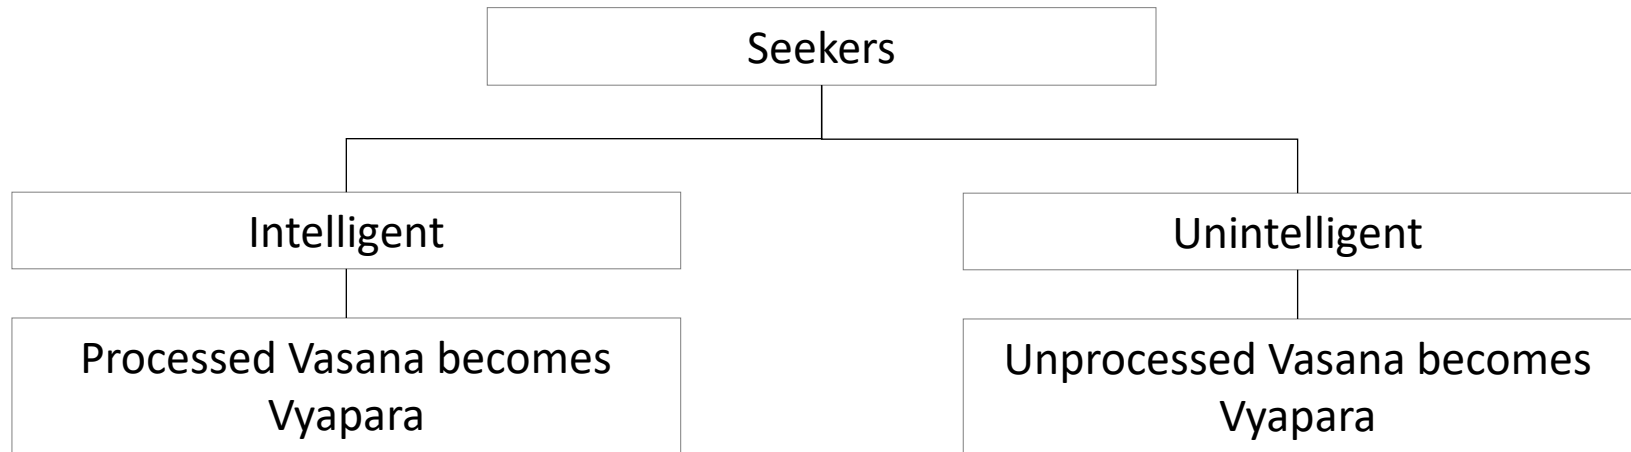 Seekers
Intelligent
Unintelligent
Processed Vasana becomes
Vyapara
Unprocessed Vasana becomes
Vyapara